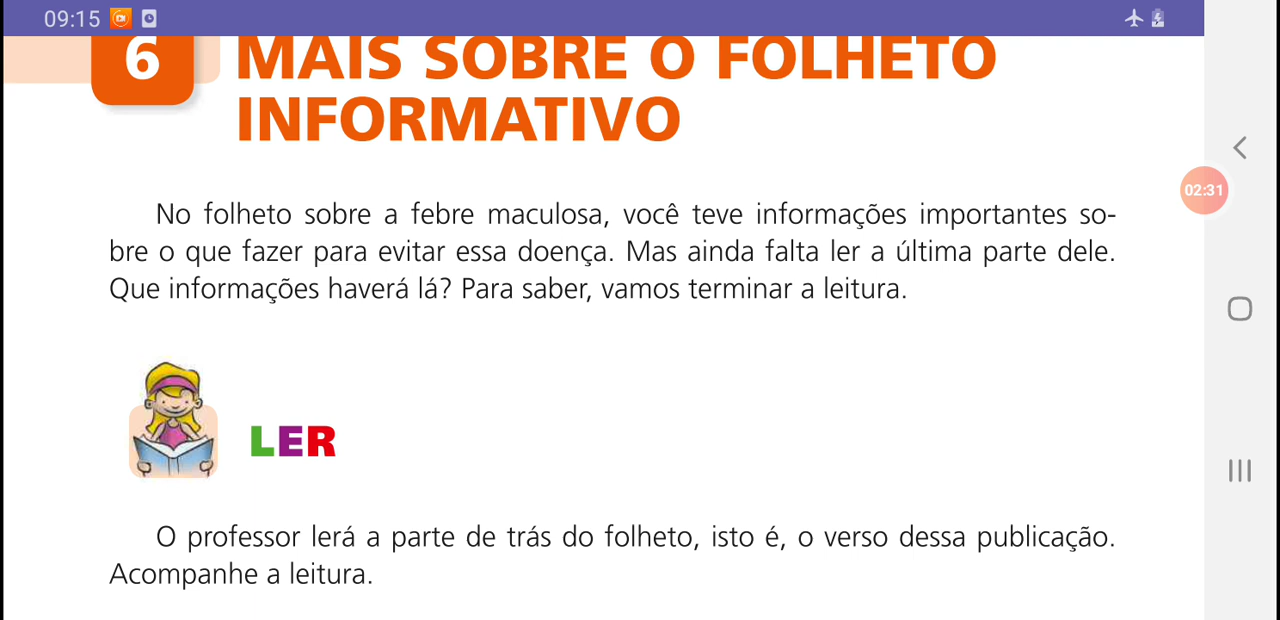 09:15
6
MAIS SOBRE O FOLHETO
INFORMATIVO
02:31
No folheto sobre a febre maculosa, você teve informações importantes so-
bre o que fazer para evitar essa doença. Mas ainda falta ler a última parte dele.
Que informações haverá lá? Para saber, vamos terminar a leitura.
LER
O professor lerá a parte de trás do folheto, isto é, o verso dessa publicação.
Acompanhe a leitura.